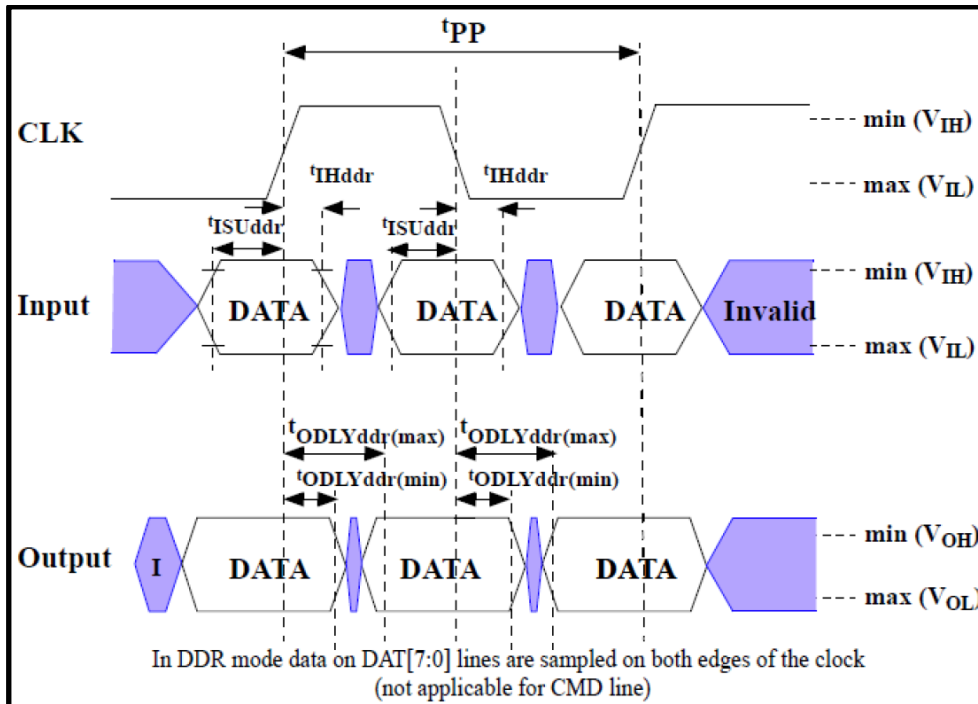 tPP
CLK
min (VIH)
tIHddr
tIHddr
max (VIL)
tISUddr
tISUddr
Input
DATA
DATA
DATA
Invalid
min (VIH)
max (VIL)
tODLYddr(max)
tODLYddr(max)
tODLYddr(min)
tODLYddr(min)
Output
I
DATA
DATA
DATA
min (VOH)
max (VOL)
In DDR mode data on DAT[7:0] lines are sampled on both edges of the clock
(not applicable for CMD line)